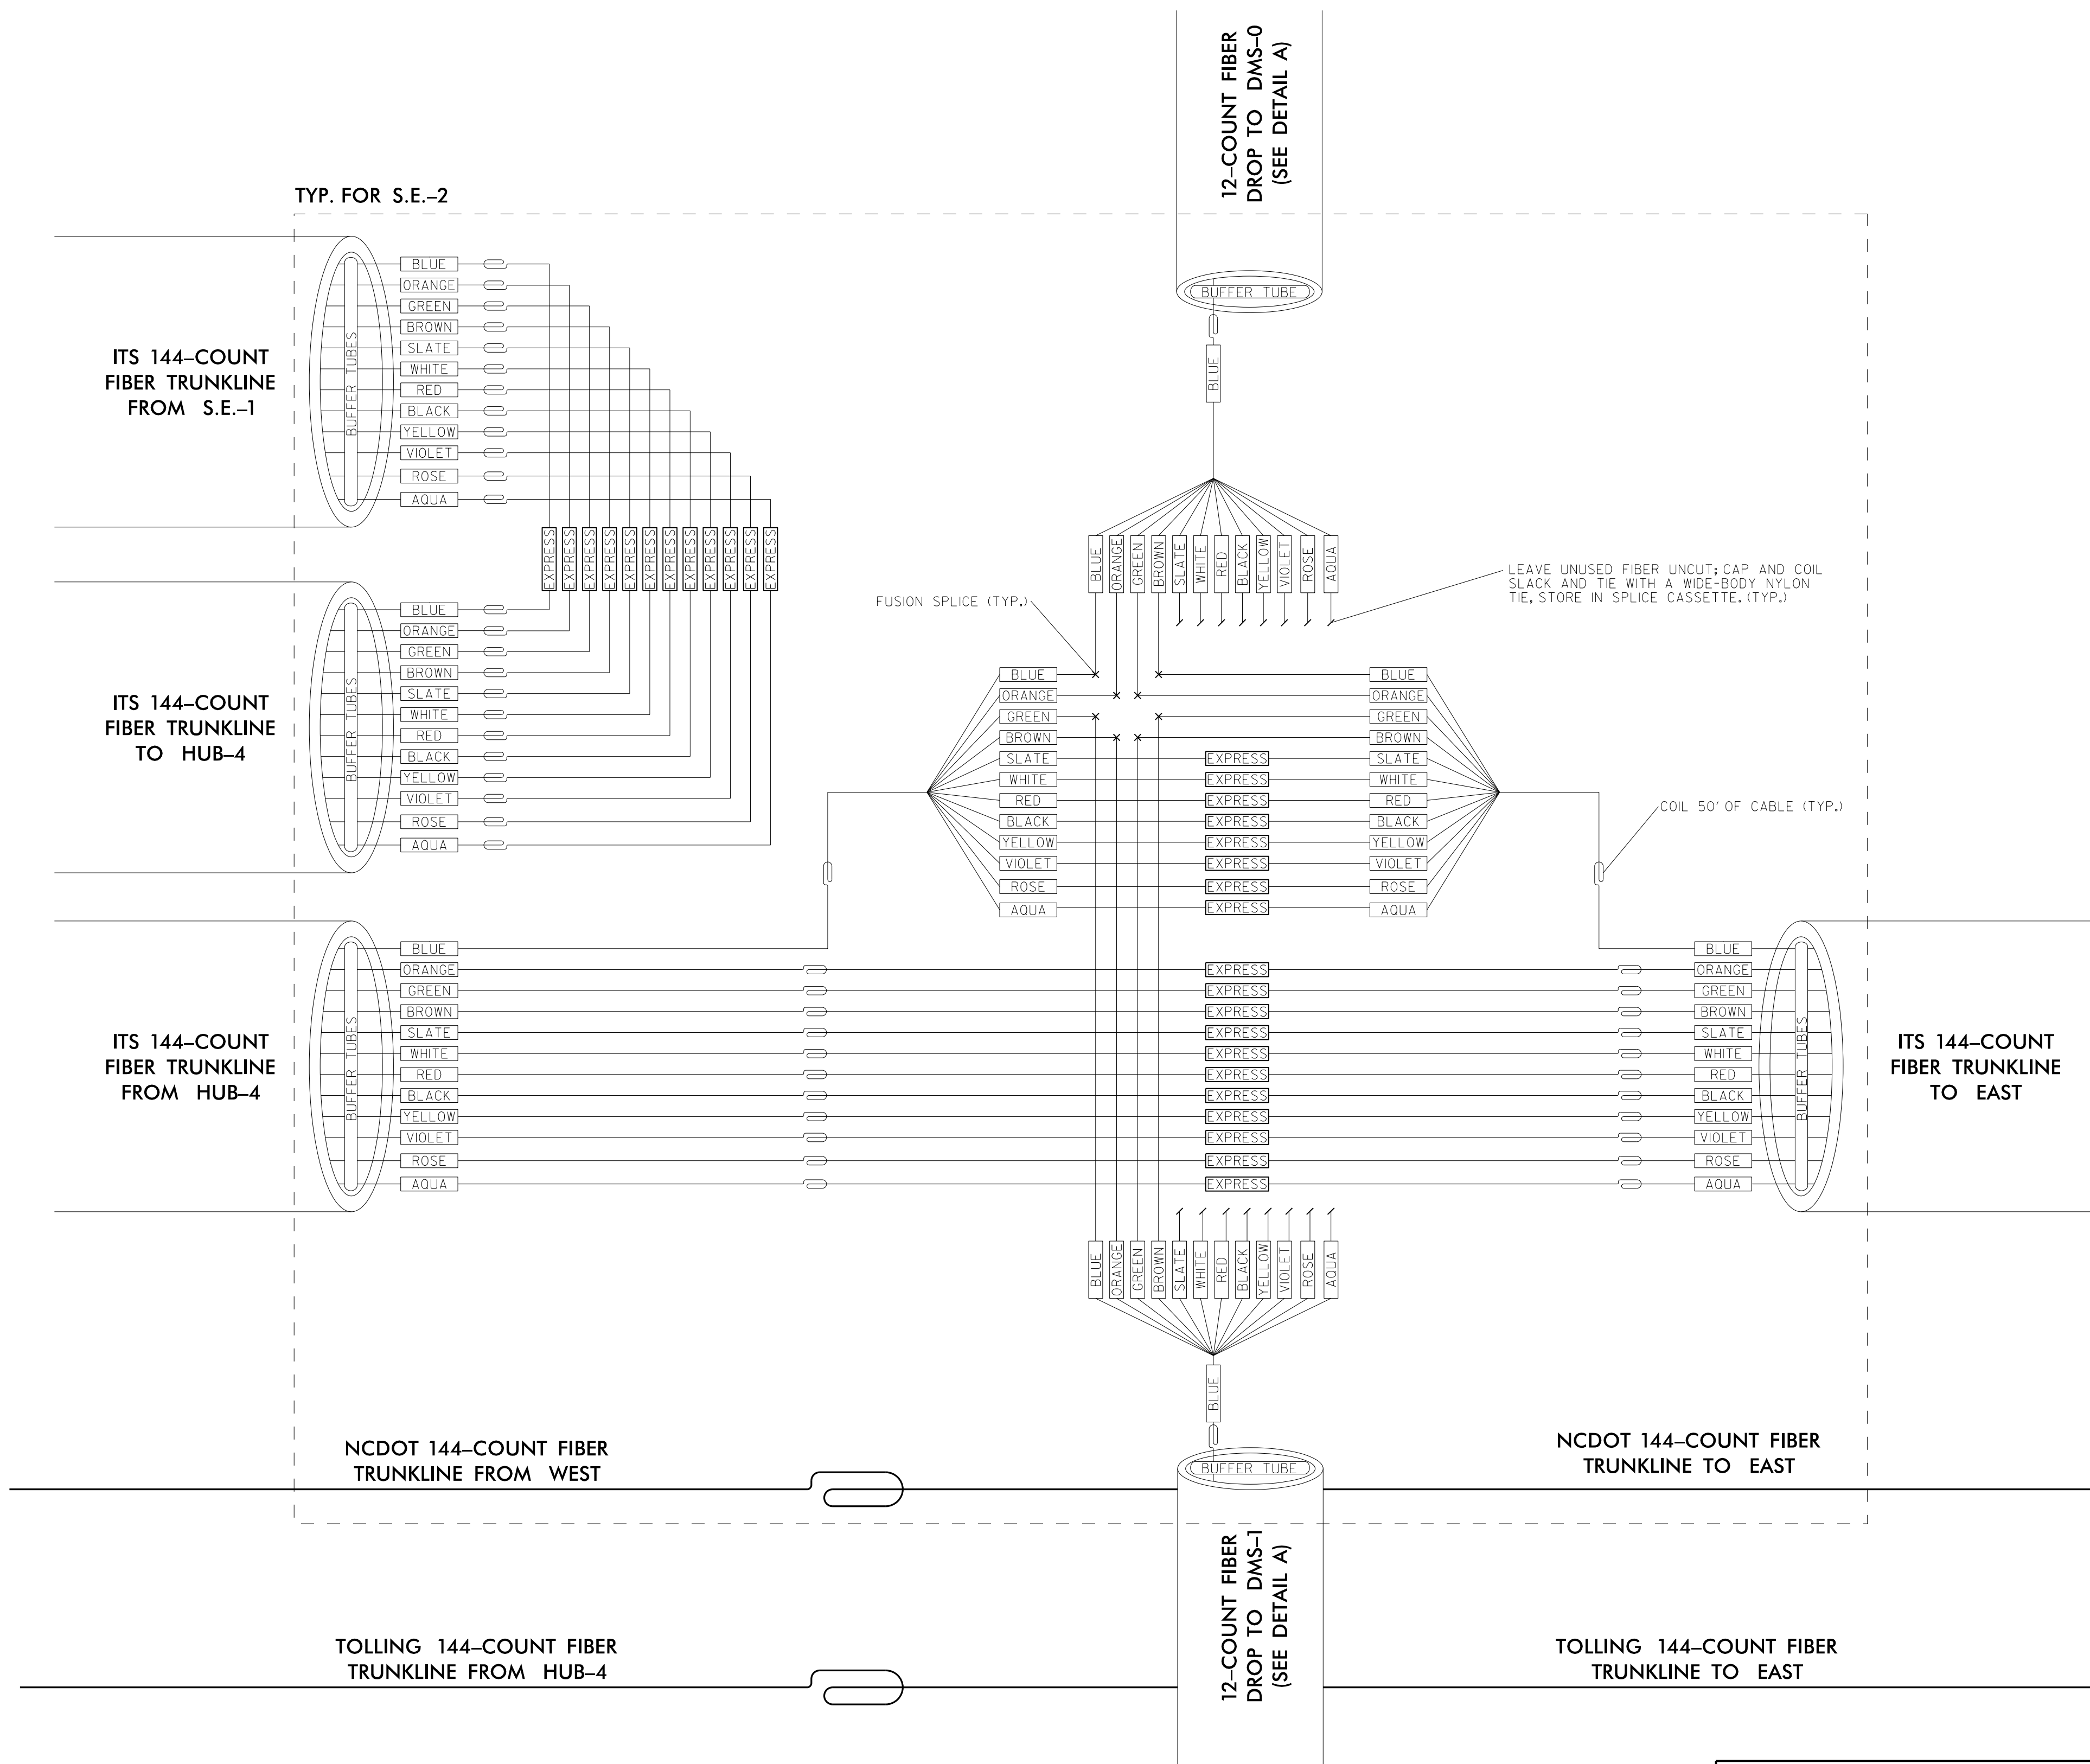 12–COUNT FIBER
DROP TO DMS–0
(SEE DETAIL A)
TYP. FOR S.E.–2
BUFFER TUBE
BLUE
BLUE
ORANGE
GREEN
BROWN
SLATE
WHITE
RED
BLACK
YELLOW
VIOLET
ROSE
AQUA
LEAVE UNUSED FIBER UNCUT; CAP AND COIL
SLACK AND TIE WITH A WIDE-BODY NYLON
TIE, STORE IN SPLICE CASSETTE. (TYP.)
FUSION SPLICE (TYP.)
ITS 144–COUNT
FIBER TRUNKLINE
FROM S.E.–1
BUFFER TUBES
BLUE
ORANGE
GREEN
BROWN
SLATE
WHITE
RED
BLACK
YELLOW
VIOLET
ROSE
AQUA
EXPRESS
EXPRESS
EXPRESS
EXPRESS
EXPRESS
EXPRESS
EXPRESS
EXPRESS
EXPRESS
EXPRESS
EXPRESS
EXPRESS
ITS 144–COUNT
FIBER TRUNKLINE
TO HUB–4
BUFFER TUBES
BLUE
ORANGE
GREEN
BROWN
SLATE
WHITE
RED
BLACK
YELLOW
VIOLET
ROSE
AQUA
BLUE BLUE
ORANGE ORANGE
GREEN GREEN
BROWN BROWN
SLATE EXPRESS SLATE
WHITE EXPRESS WHITE
RED EXPRESS RED
BLACK EXPRESS BLACK
YELLOW EXPRESS YELLOW
VIOLET EXPRESS VIOLET
ROSE EXPRESS ROSE
AQUA EXPRESS AQUA
COIL 50' OF CABLE (TYP.)
ITS 144–COUNT
FIBER TRUNKLINE
FROM HUB–4
BUFFER TUBES
BLUE BLUE
ORANGE EXPRESS ORANGE
GREEN EXPRESS GREEN
BROWN EXPRESS BROWN
SLATE EXPRESS SLATE
WHITE EXPRESS WHITE
RED EXPRESS RED
BLACK EXPRESS BLACK
YELLOW EXPRESS YELLOW
VIOLET EXPRESS VIOLET
ROSE EXPRESS ROSE
AQUA EXPRESS AQUA
BUFFER TUBES
ITS 144–COUNT
FIBER TRUNKLINE
TO EAST
BLUE
ORANGE
GREEN
BROWN
SLATE
WHITE
RED
BLACK
YELLOW
VIOLET
ROSE
AQUA
BLUE
BUFFER TUBE
NCDOT 144–COUNT FIBER
TRUNKLINE FROM WEST
NCDOT 144–COUNT FIBER
TRUNKLINE TO EAST
12–COUNT FIBER
DROP TO DMS–1
(SEE DETAIL A)
TOLLING 144–COUNT FIBER
TRUNKLINE FROM HUB–4
TOLLING 144–COUNT FIBER
TRUNKLINE TO EAST